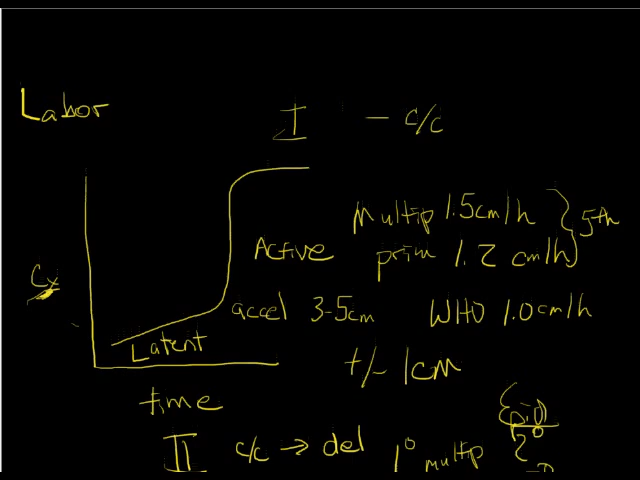 Labor
I - c/c
Multip 1.5cm/h } 5th
Active prim 1.2 cm/h
Cx
accel 3-5cm WHO 1.0cm/h
Latent
+/- 1cm
time
II c/c → del 1° multip 2°